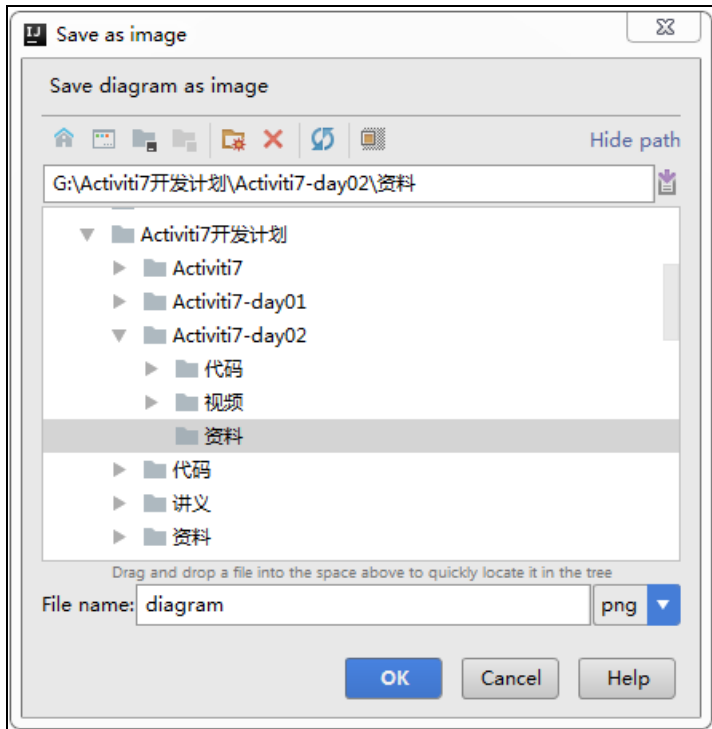 Save as image
Save diagram as image
Hide path
G:\Activiti7开发计划\Activiti7-day02\资料
Activiti7开发计划
Activiti7
Activiti7-day01
Activiti7-day02
代码
视频
资料
代码
讲义
资料
Drag and drop a file into the space above to quickly locate it in the tree
File name: diagram png
OK Cancel Help